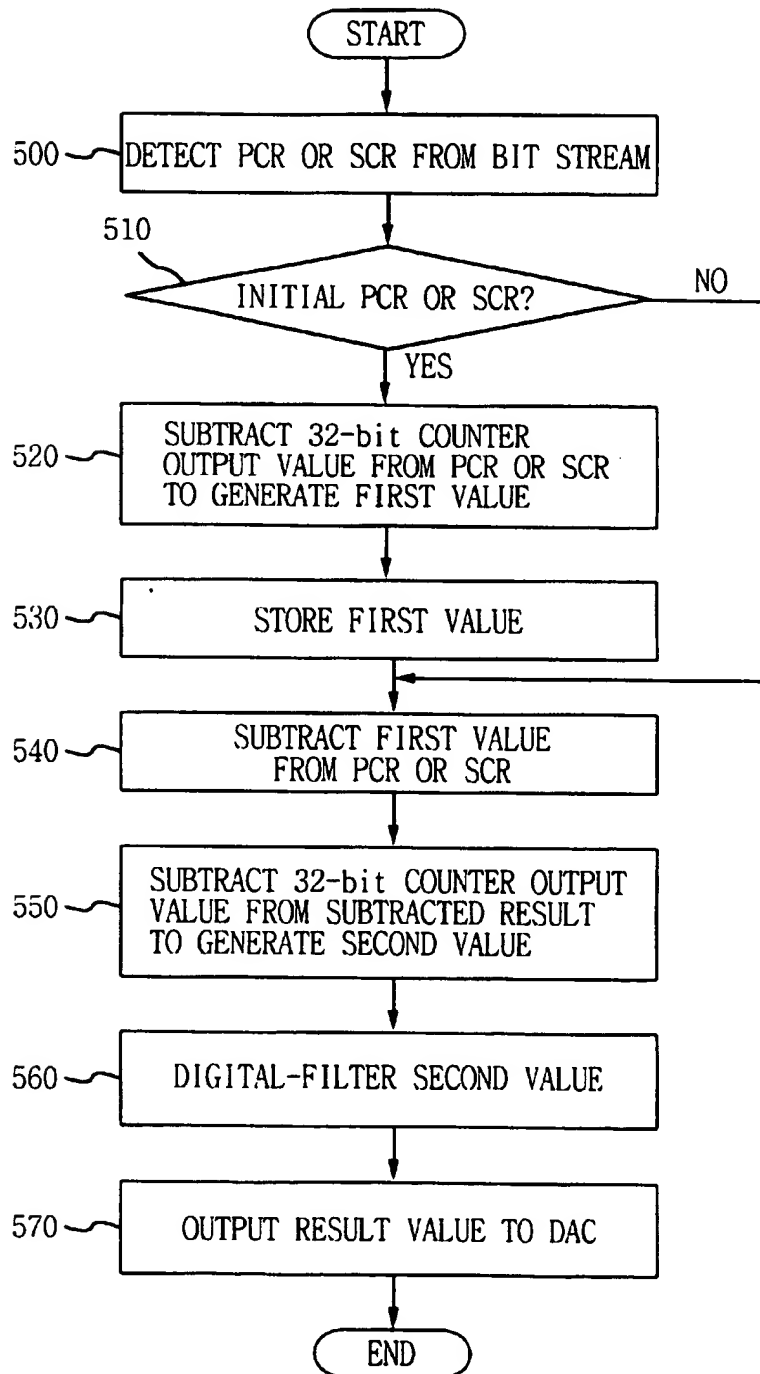 START
500
DETECT PCR OR SCR FROM BIT STREAM
510
INITIAL PCR OR SCR?
NO
YES
520
SUBTRACT 32-bit COUNTER
OUTPUT VALUE FROM PCR OR SCR
TO GENERATE FIRST VALUE
530
STORE FIRST VALUE
540
SUBTRACT FIRST VALUE
FROM PCR OR SCR
550
SUBTRACT 32-bit COUNTER OUTPUT
VALUE FROM SUBTRACTED RESULT
TO GENERATE SECOND VALUE
560
DIGITAL-FILTER SECOND VALUE
570
OUTPUT RESULT VALUE TO DAC
END